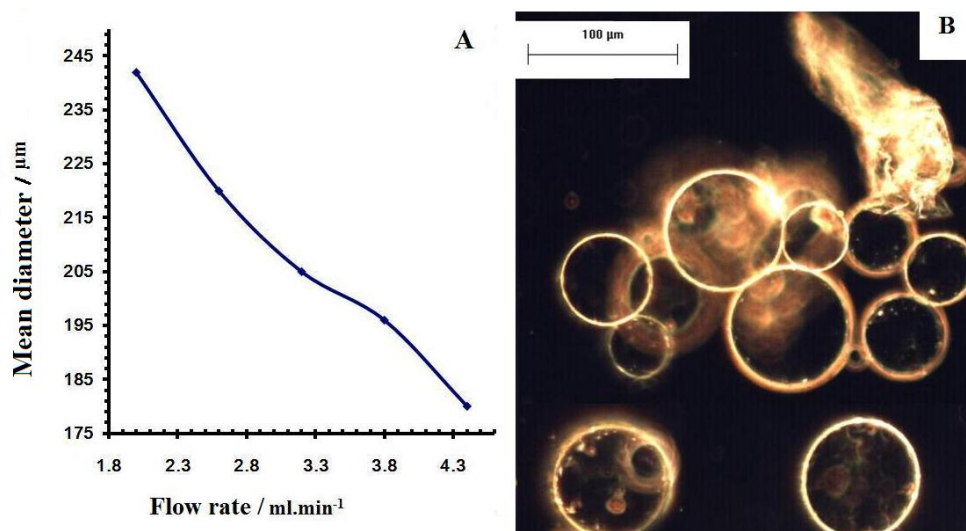 A
245
235
225
215
205
195
185
175
Mean diameter / µm
1.8 2.3 2.8 3.3 3.8 4.3
Flow rate / ml.min⁻¹
B
100 µm